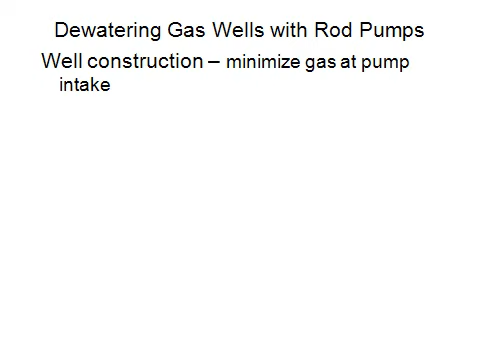 Dewatering Gas Wells with Rod Pumps
Well construction – minimize gas at pump
intake